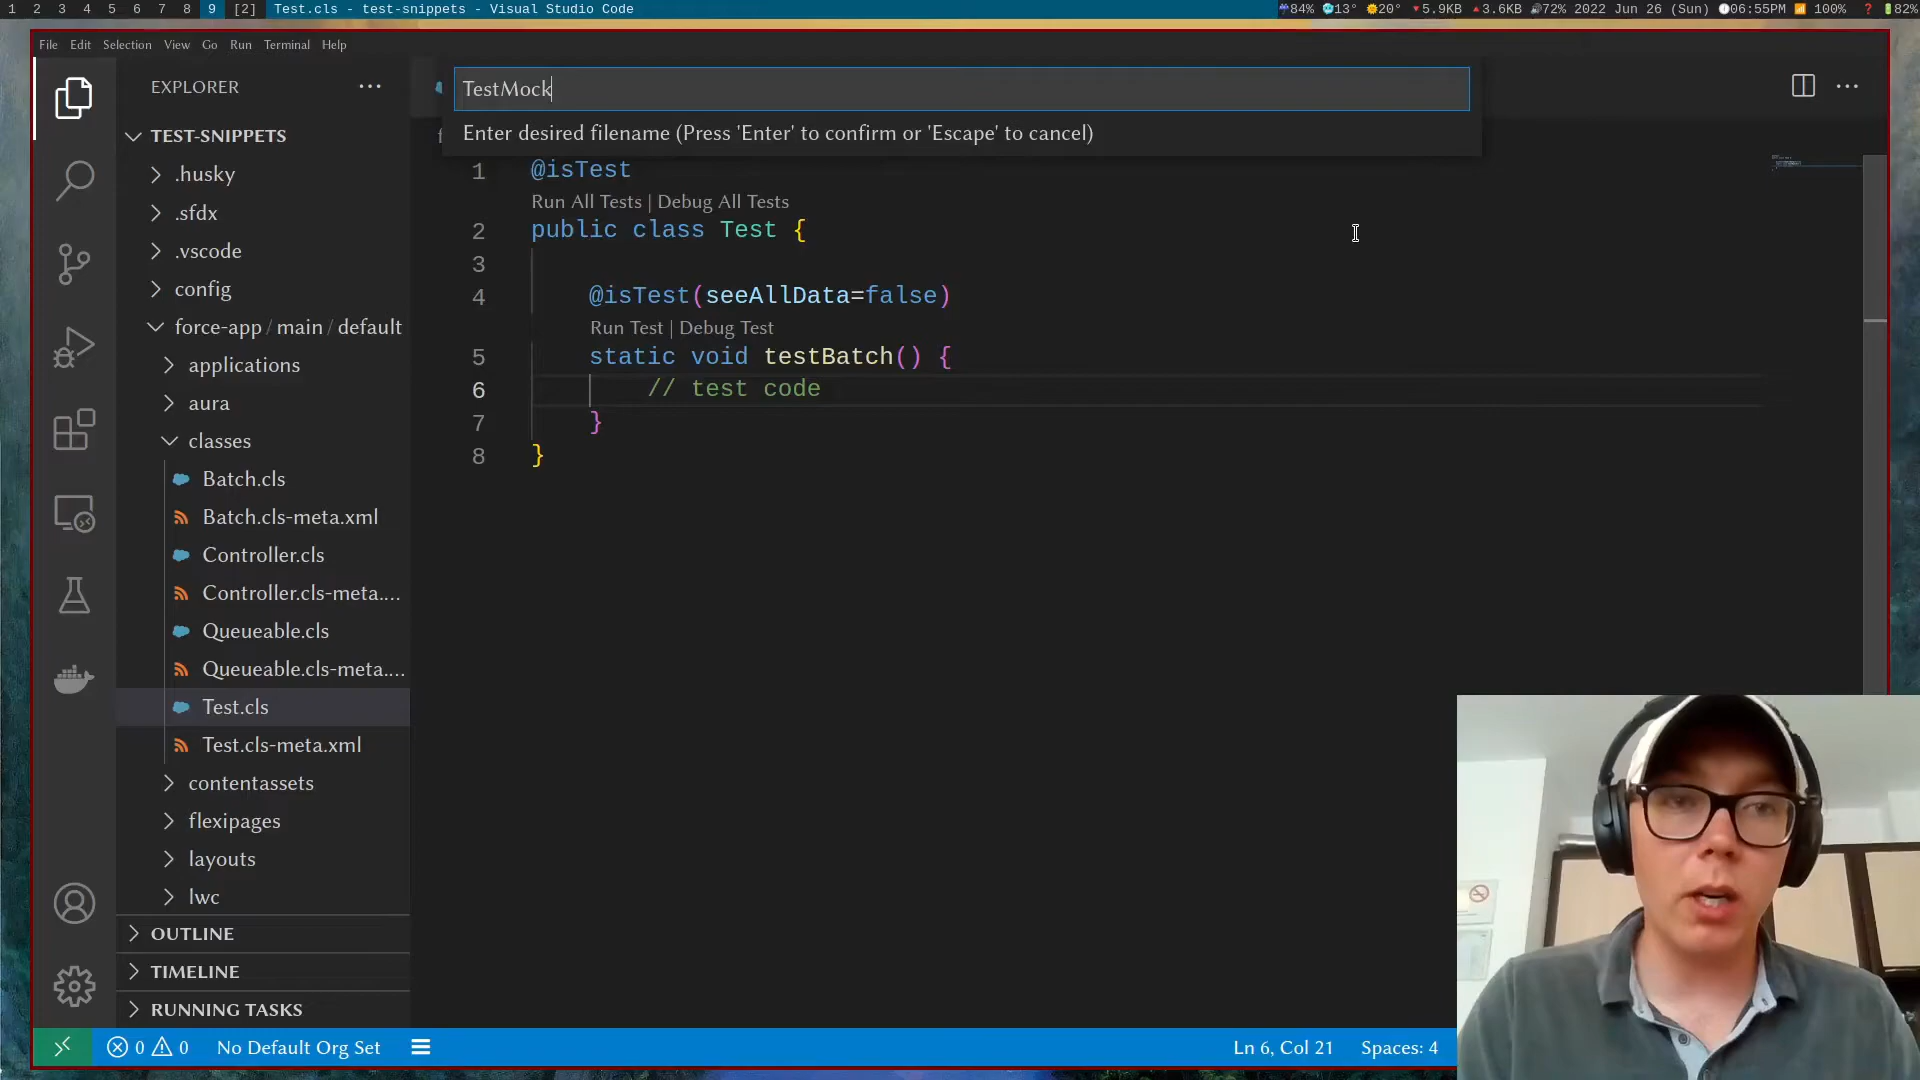 1 2 3 4 5 6 7 8 9 [2] Test.cls - test-snippets - Visual Studio Code
84% 13° 20° 5.9KB 3.6KB 72% 2022 Jun 26 (Sun) 06:55PM 100% 82%
File Edit Selection View Go Run Terminal Help
EXPLORER
TestMock
Enter desired filename (Press 'Enter' to confirm or 'Escape' to cancel)
TEST-SNIPPETS
.husky
.sfdx
.vscode
config
force-app / main / default
applications
aura
classes
Batch.cls
Batch.cls-meta.xml
Controller.cls
Controller.cls-meta....
Queueable.cls
Queueable.cls-meta....
Test.cls
Test.cls-meta.xml
contentassets
flexipages
layouts
lwc
OUTLINE
TIMELINE
RUNNING TASKS
1 @isTest
Run All Tests | Debug All Tests
2 public class Test {
3
4 @isTest(seeAllData=false)
Run Test | Debug Test
5 static void testBatch() {
6 // test code
7 }
8 }
0 0 No Default Org Set
Ln 6, Col 21 Spaces: 4